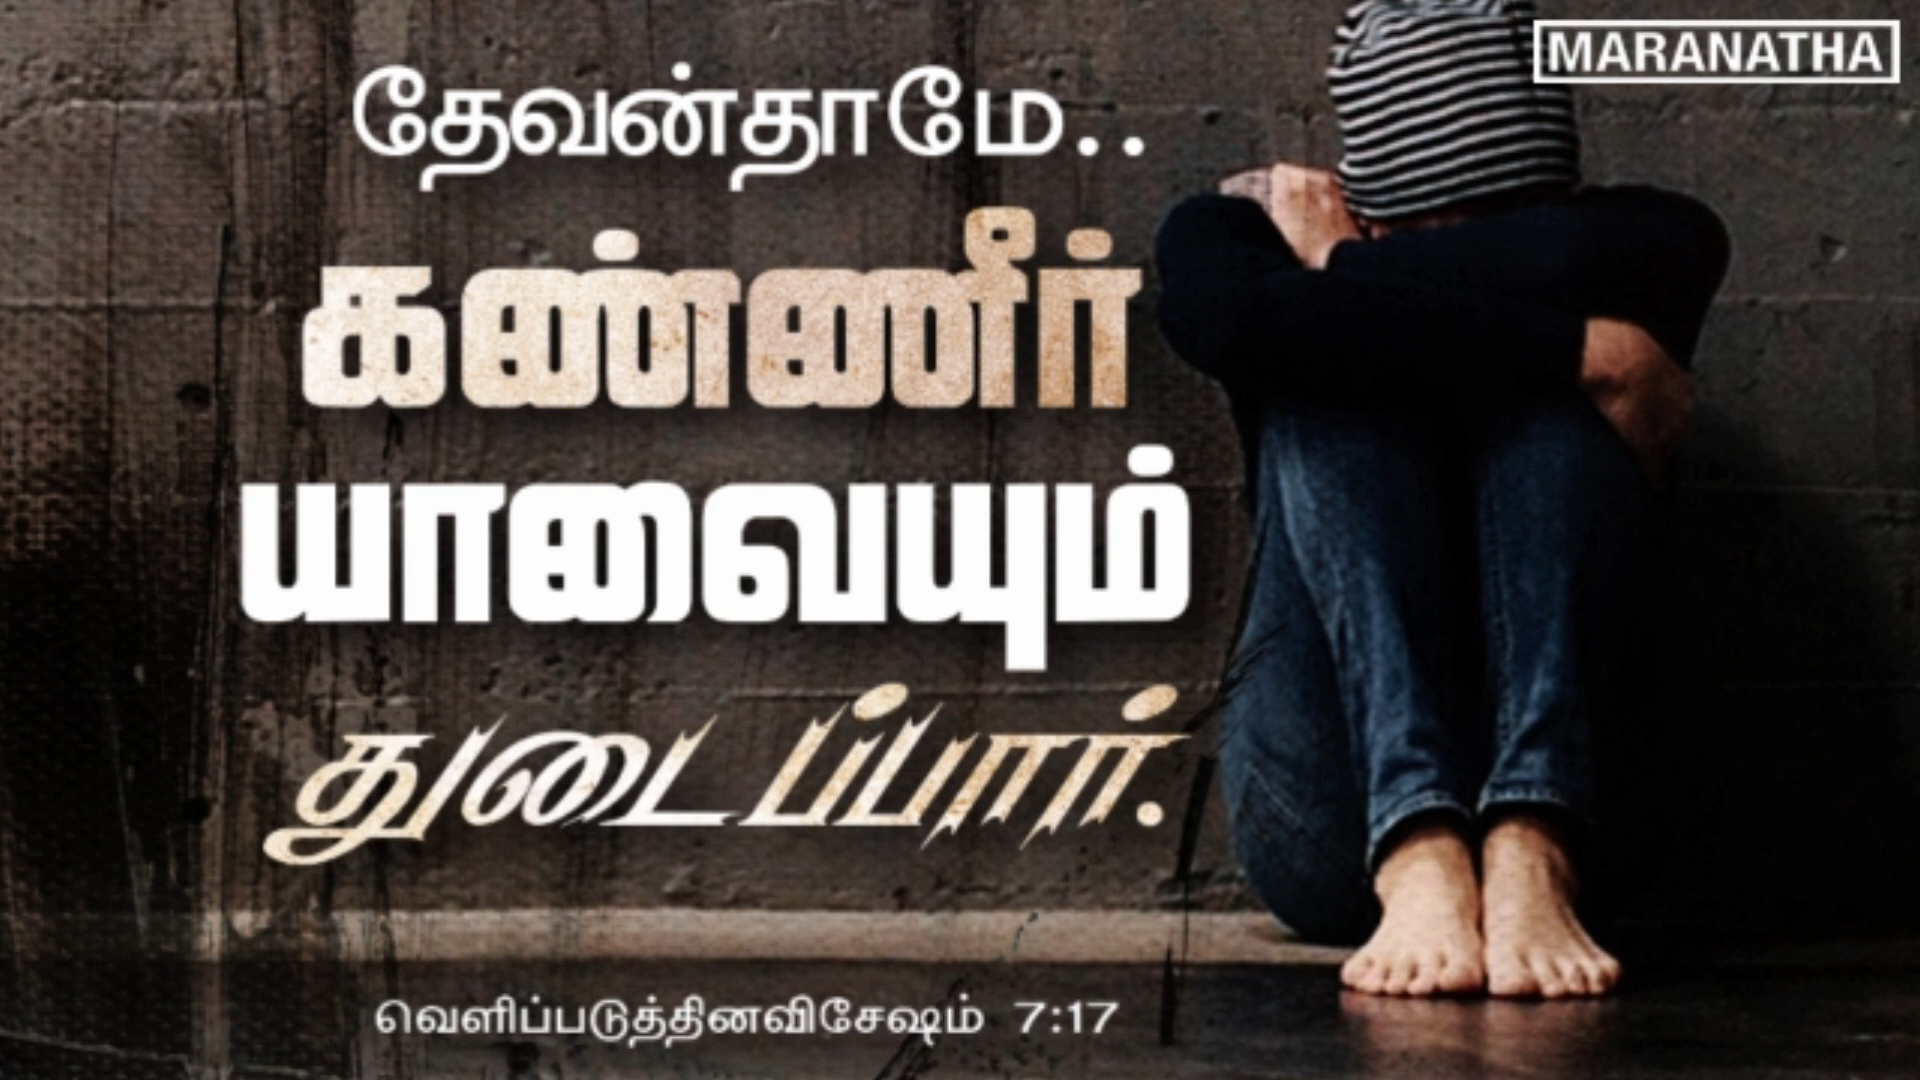 MARANATHA
தேவன்தாமே..
கண்ணீர்
யாவையும்
துடைப்பார்.
வெளிப்படுத்தினவிசேஷம் 7:17